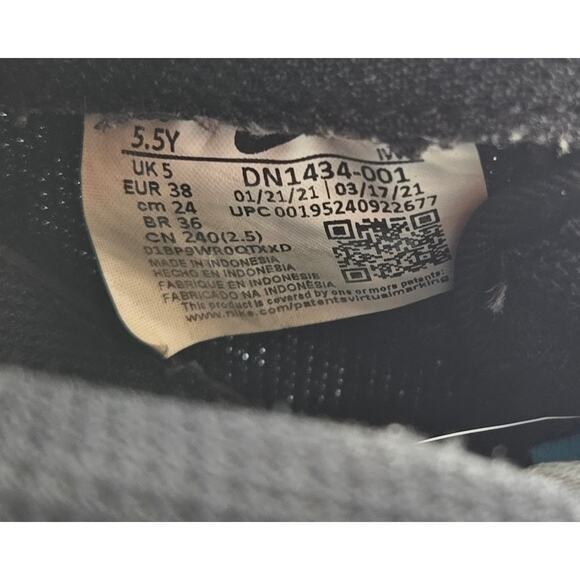 5.5Y
UK 5
EUR 38
cm 24
BR 36
CN 240(2.5)
DN1434-001
01/21/21 | 03/17/21
UPC 00195240922677
MADE IN INDONESIA
HECHO EN INDONESIA
FABRIQUE EN INDONESIE
FABRICADO NA INDONESIA
This product is covered by one or more patents:
www.nike.com/patentsvirtualmarking